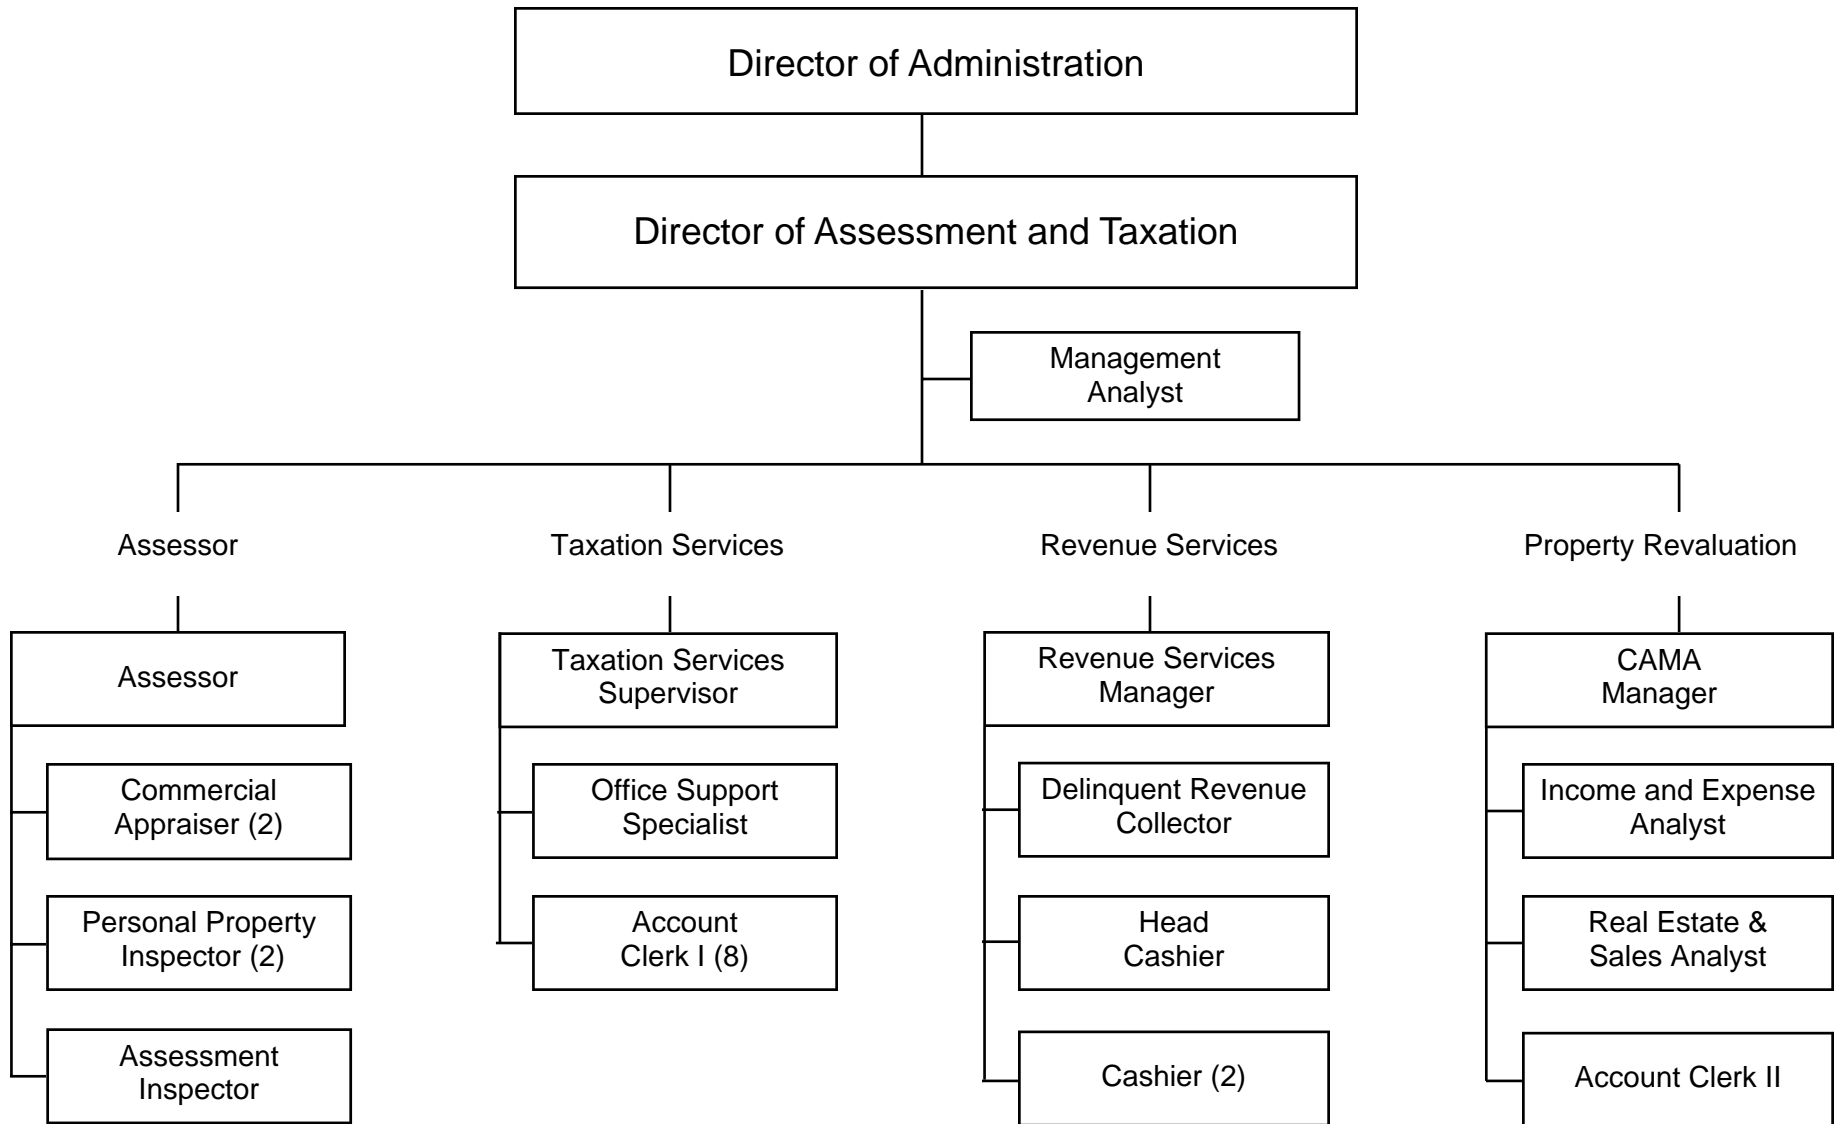 Director of Administration
Director of Assessment and Taxation
Management
Analyst
Assessor
Taxation Services
Revenue Services
Property Revaluation
Assessor
Taxation Services
Supervisor
Revenue Services
Manager
CAMA
Manager
Commercial
Appraiser (2)
Office Support
Specialist
Delinquent Revenue
Collector
Income and Expense
Analyst
Personal Property
Inspector (2)
Account
Clerk I (8)
Head
Cashier
Real Estate &
Sales Analyst
Assessment
Inspector
Cashier (2)
Account Clerk II